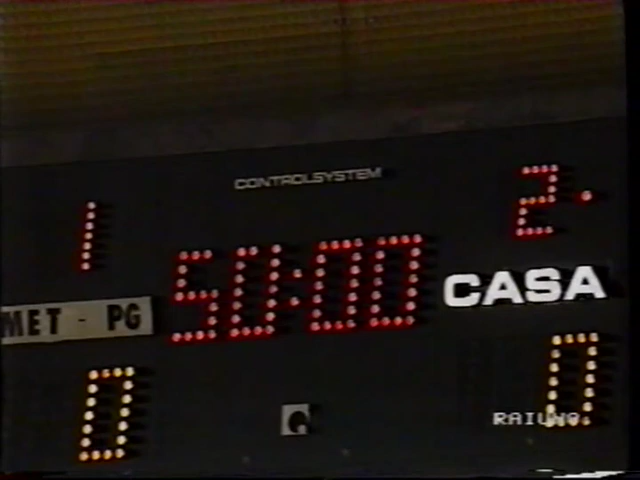 CONTROLSYSTEM
1 2.
50:00
MET - PG CASA
0 0
Q RAIUNO